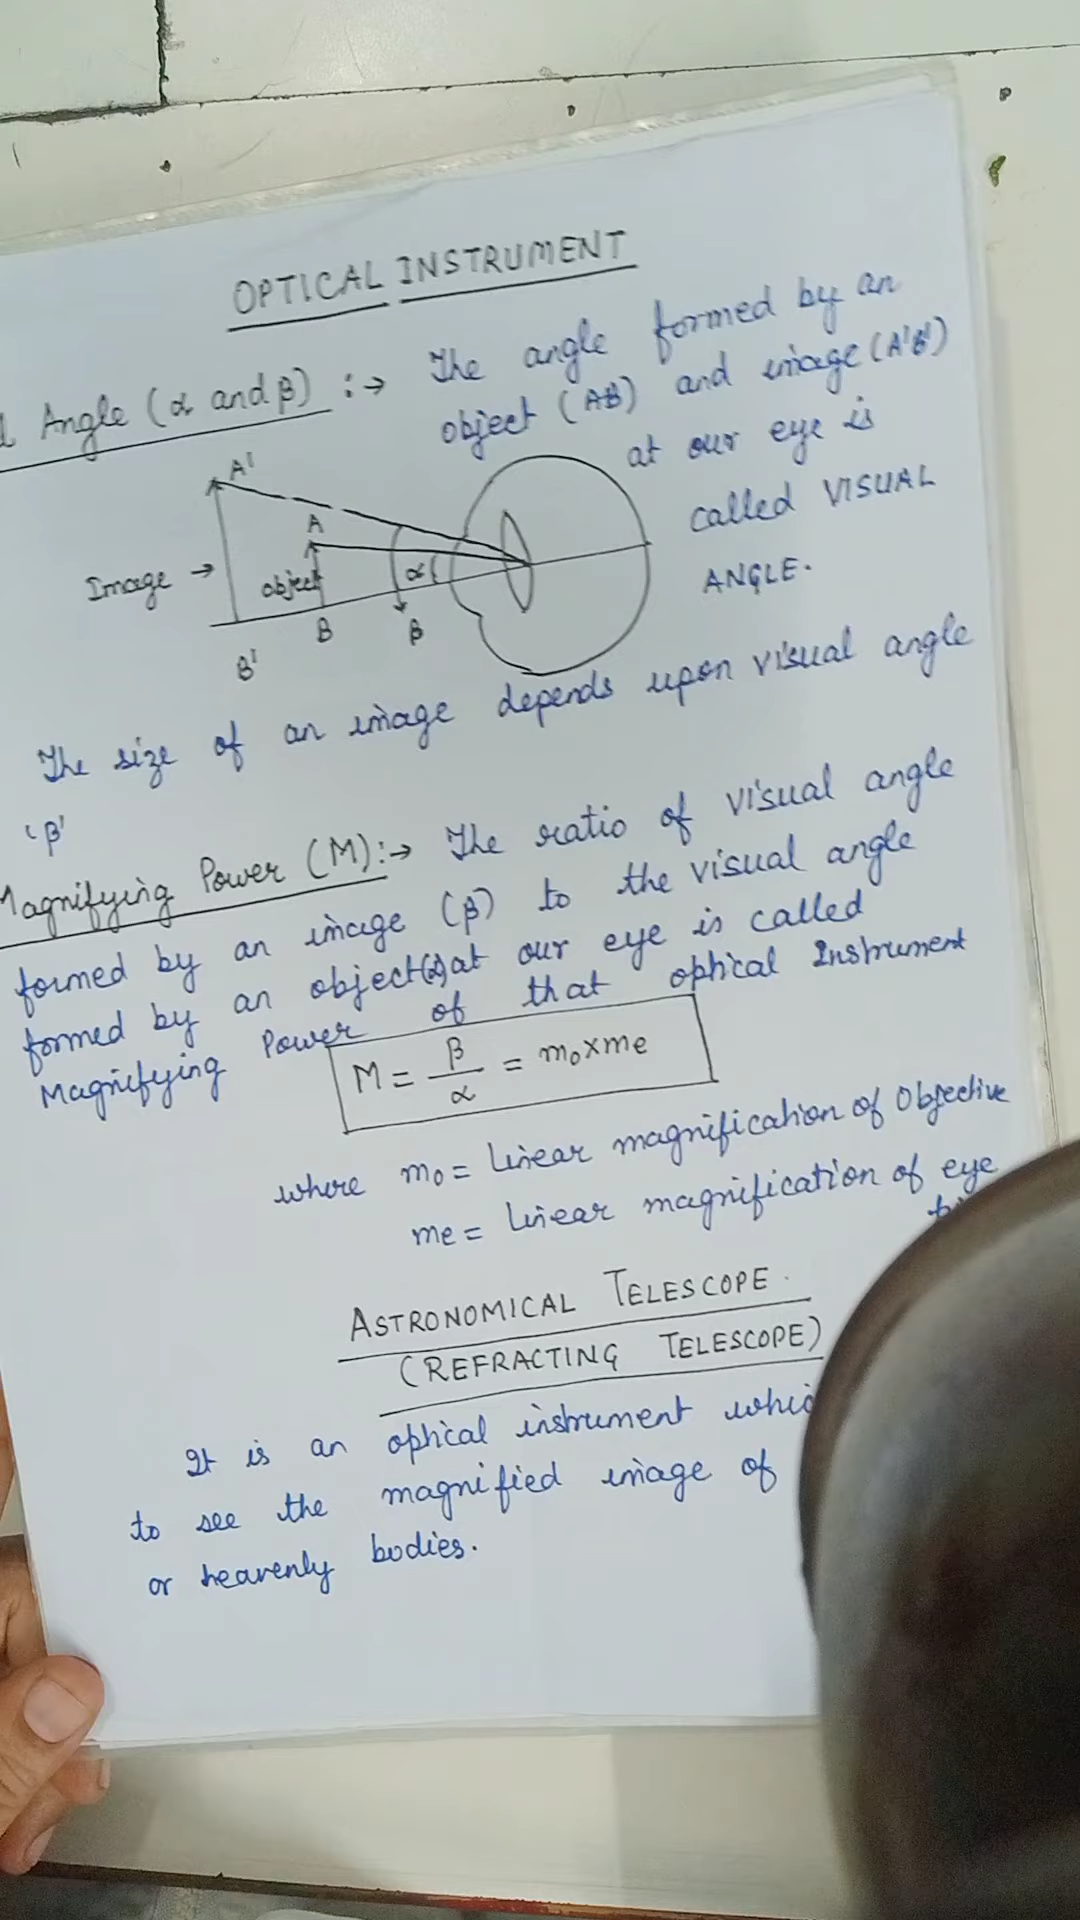 OPTICAL INSTRUMENT
Angle (α and β) :→ The angle formed by an
object (AB) and image (A'B')
at our eye is
called VISUAL
ANGLE.
A'
A
Image →
object
α
β
B
B'
The size of an image depends upon visual angle
'β'
Magnifying Power (M):→ The ratio of visual angle
formed by an image (β) to the visual angle
formed by an object(α) at our eye is called
Magnifying Power of that optical Instrument
M = β/α = mo×me
where mo = linear magnification of Objective
me = linear magnification of eye
ASTRONOMICAL TELESCOPE.
(REFRACTING TELESCOPE)
It is an optical instrument
to see the magnified image of
or heavenly bodies.